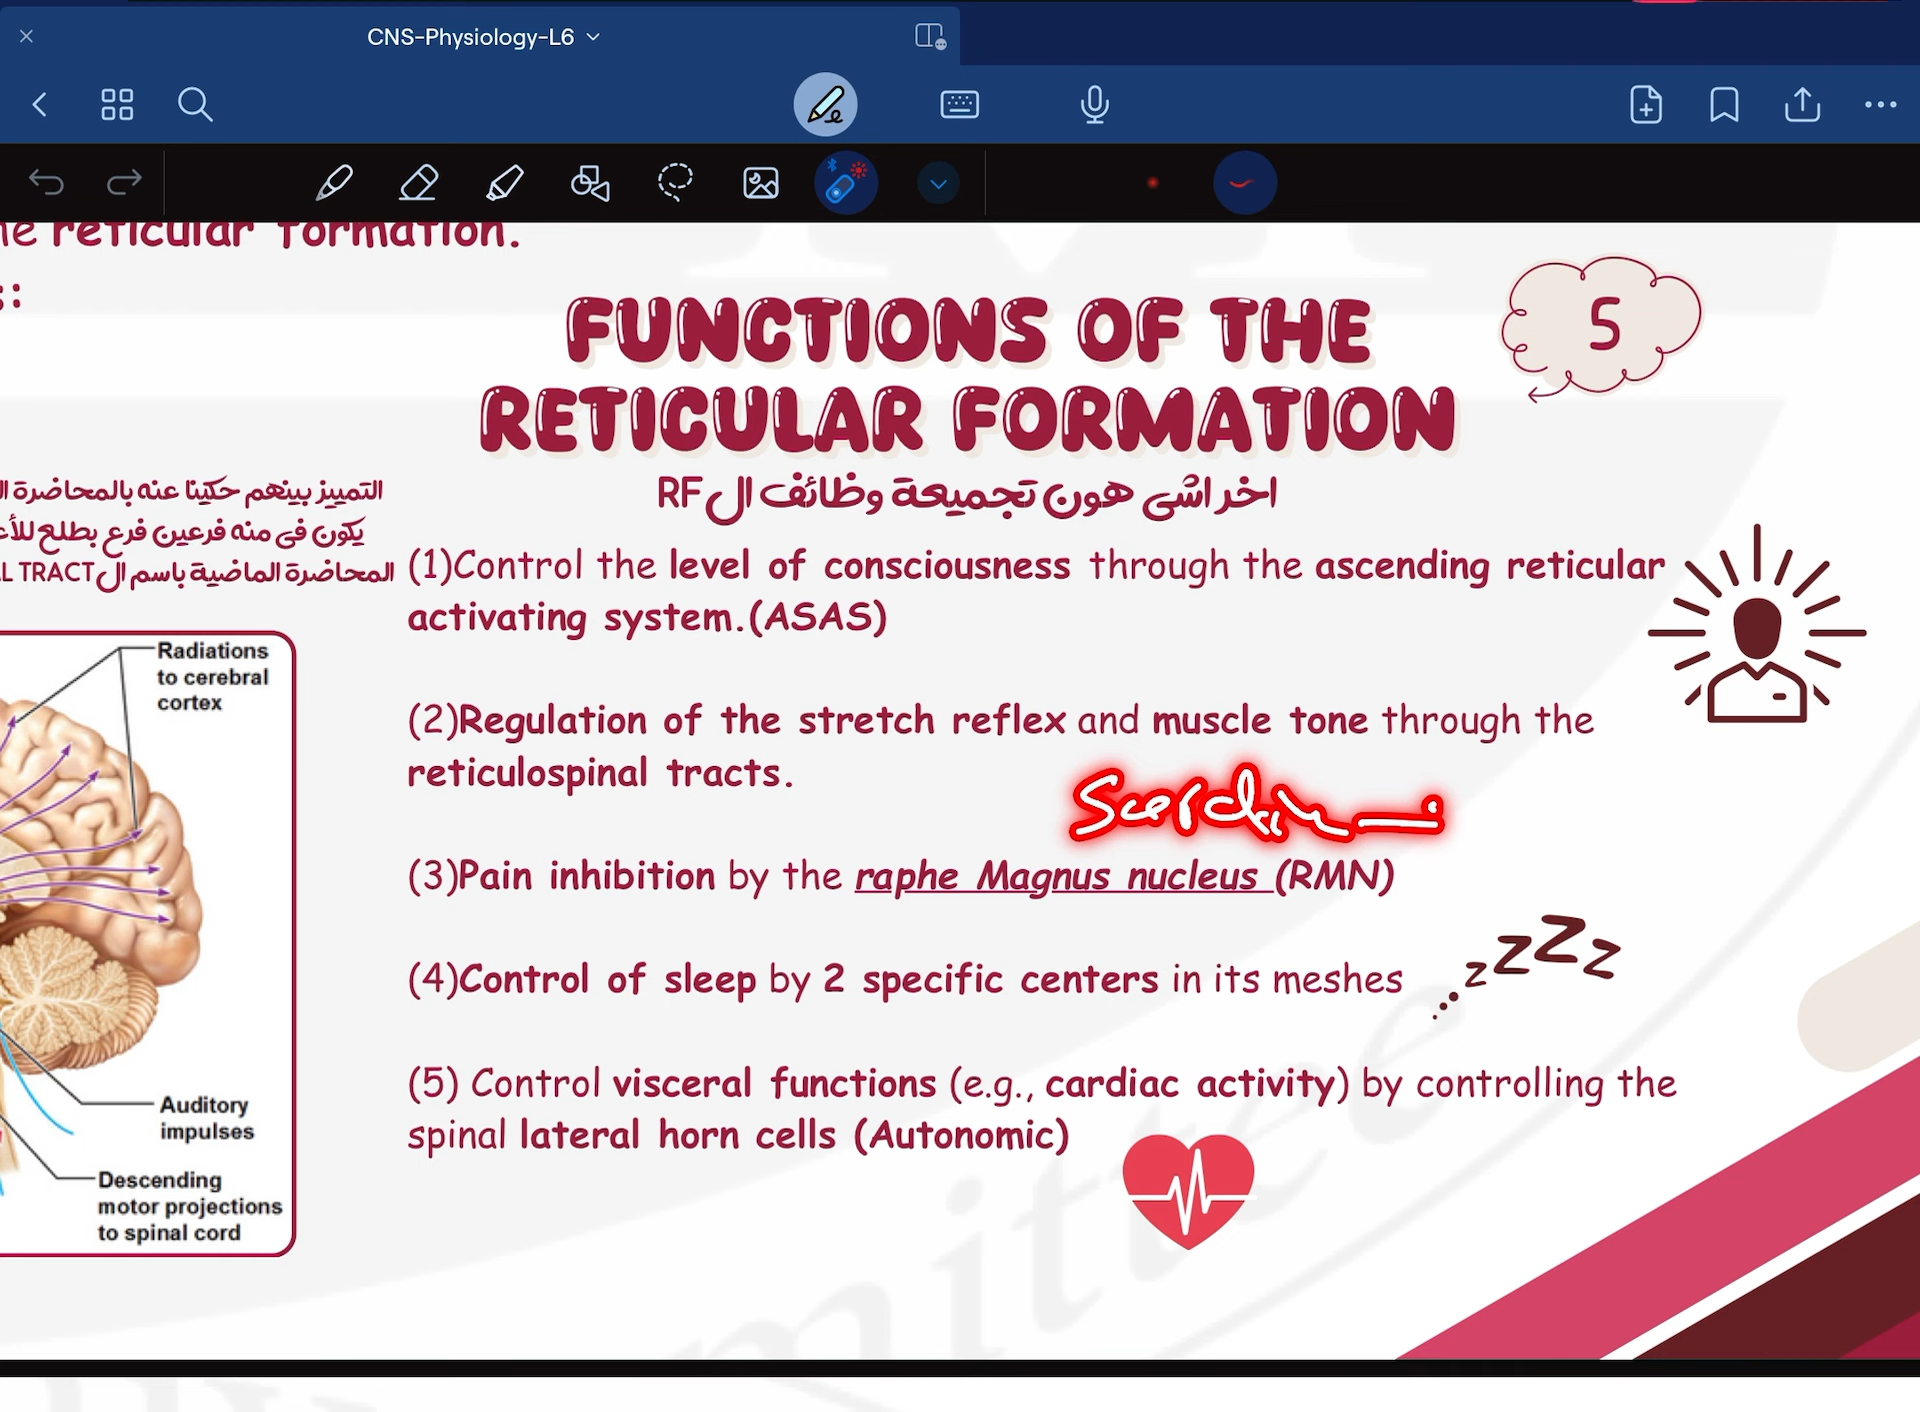 CNS-Physiology-L6
reticular formation.
s:
FUNCTIONS OF THE
RETICULAR FORMATION
5
اخر اشي هون تجميعة وظائف ال RF
التمييز بينهم حكينا عنه بالمحاضرة
يكون في منه فرعين فرع بطلع
المحاضرة الماضية باسم ال L TRACT
(1)Control the level of consciousness through the ascending reticular
activating system.(ASAS)
(2)Regulation of the stretch reflex and muscle tone through the
reticulospinal tracts.
(3)Pain inhibition by the raphe Magnus nucleus (RMN)
(4)Control of sleep by 2 specific centers in its meshes
zzZz
(5) Control visceral functions (e.g., cardiac activity) by controlling the
spinal lateral horn cells (Autonomic)
Radiations
to cerebral
cortex
Auditory
impulses
Descending
motor projections
to spinal cord
mittee